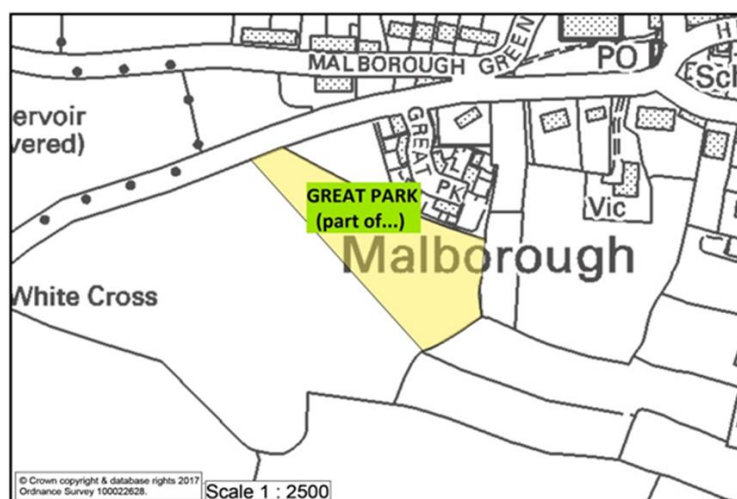 MALBOROUGH GREEN
PO
H
Sch
ervoir
vered)
GREAT
PK
GREAT PARK
(part of...)
Vic
Malborough
White Cross
© Crown copyright & database rights 2017
Ordnance Survey 100022628.
Scale 1 : 2500